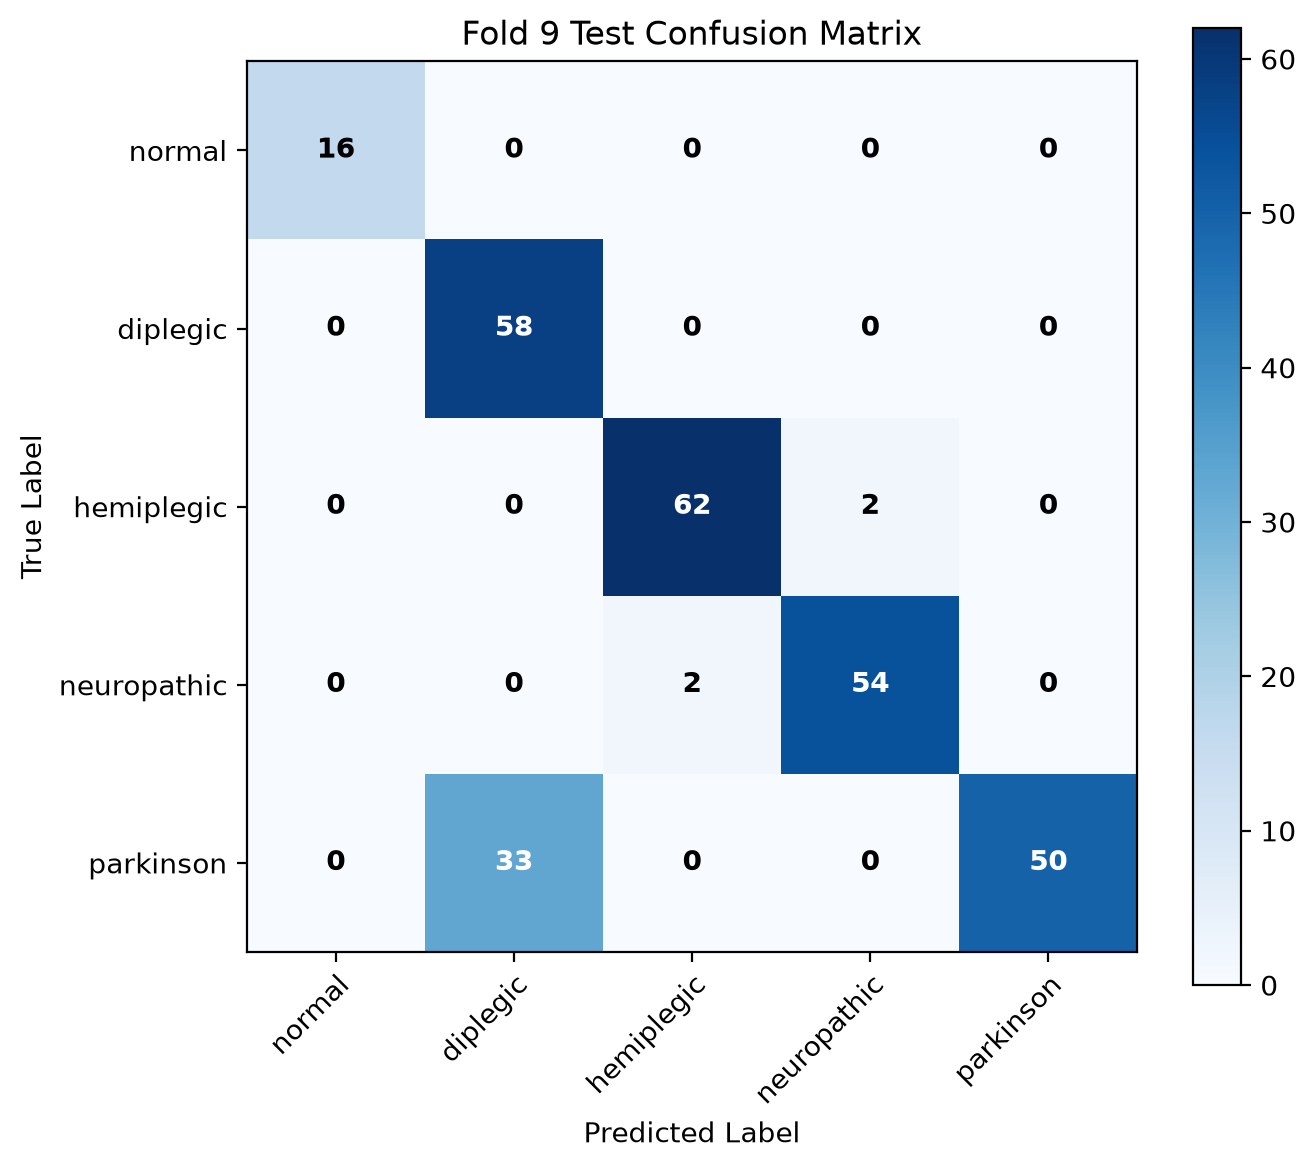 Fold 9 Test Confusion Matrix
True Label
normal 16 0 0 0 0
diplegic 0 58 0 0 0
hemiplegic 0 0 62 2 0
neuropathic 0 0 2 54 0
parkinson 0 33 0 0 50
normal diplegic hemiplegic neuropathic parkinson
Predicted Label
60
50
40
30
20
10
0